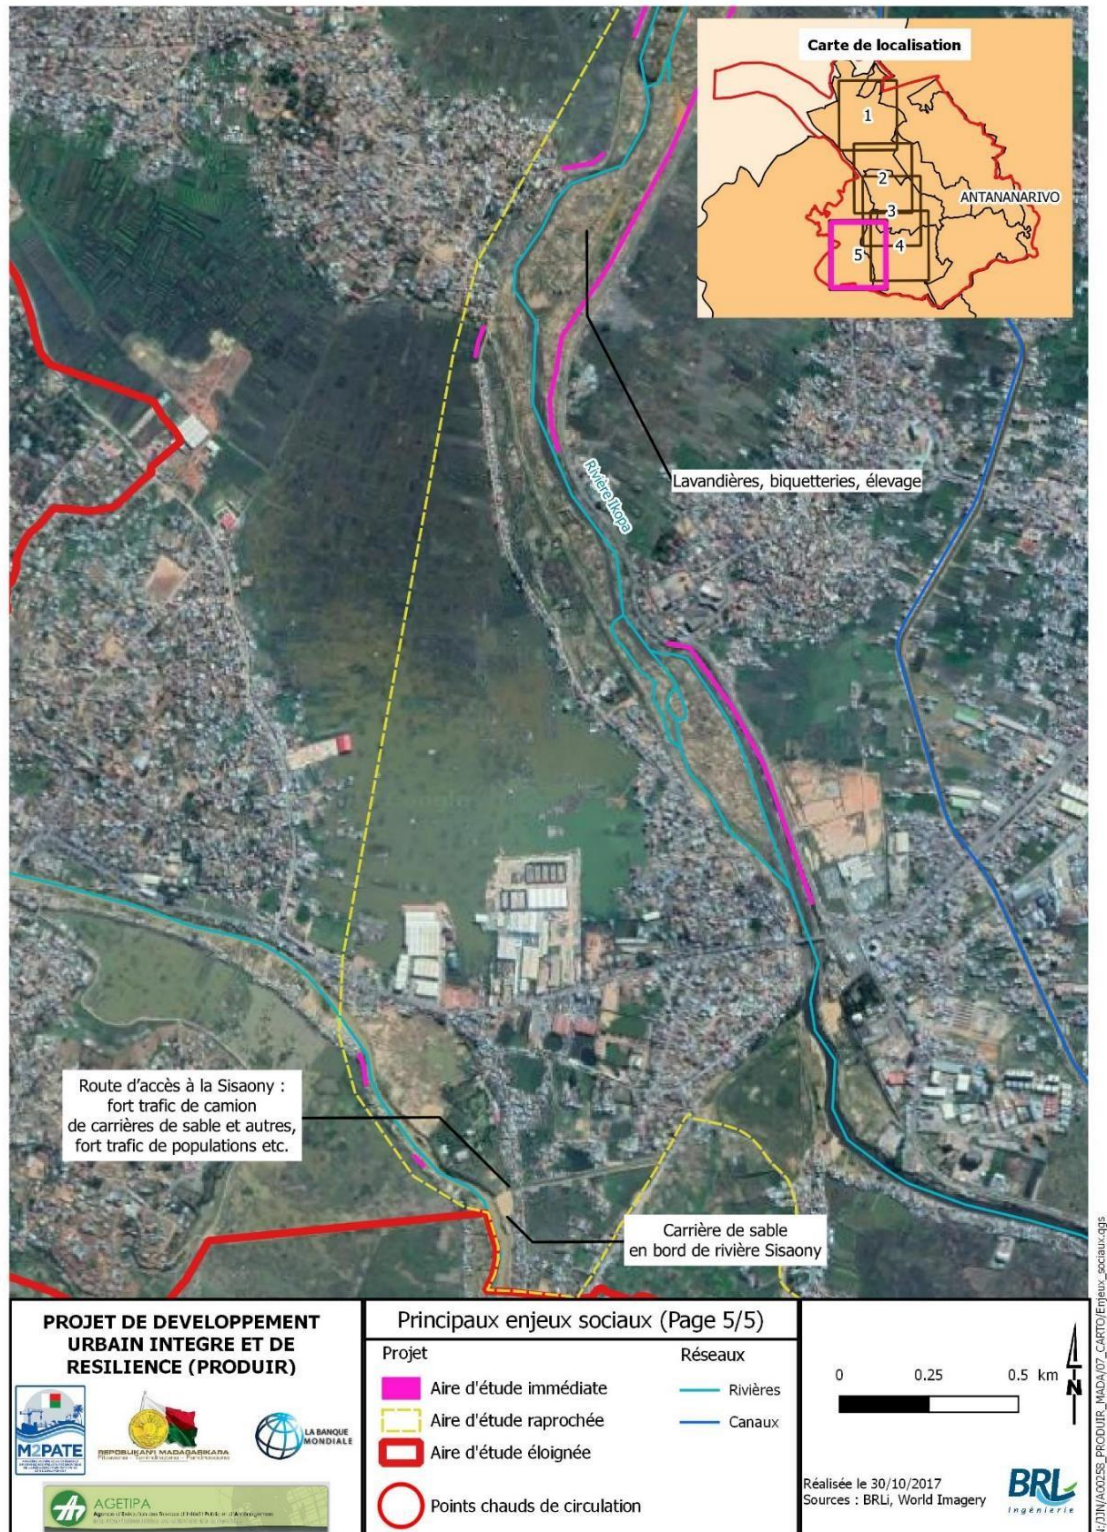 Carte de localisation
1
2
3
4
5
ANTANANARIVO
Rivière Ikopa
Lavandières, biquetteries, élevage
Route d'accès à la Sisaony :
fort trafic de camion
de carrières de sable et autres,
fort trafic de populations etc.
Carrière de sable
en bord de rivière Sisaony
PROJET DE DEVELOPPEMENT
URBAIN INTEGRE ET DE
RESILIENCE (PRODUIR)
M2PATE
REPOBLIKAN'I MADAGASIKARA
LA BANQUE
MONDIALE
AGETIPA
Principaux enjeux sociaux (Page 5/5)
Projet
Aire d'étude immédiate
Aire d'étude raprochée
Aire d'étude éloignée
Points chauds de circulation
Réseaux
Rivières
Canaux
0 0.25 0.5 km
N
Réalisée le 30/10/2017
Sources : BRLi, World Imagery
BRL
Ingénierie